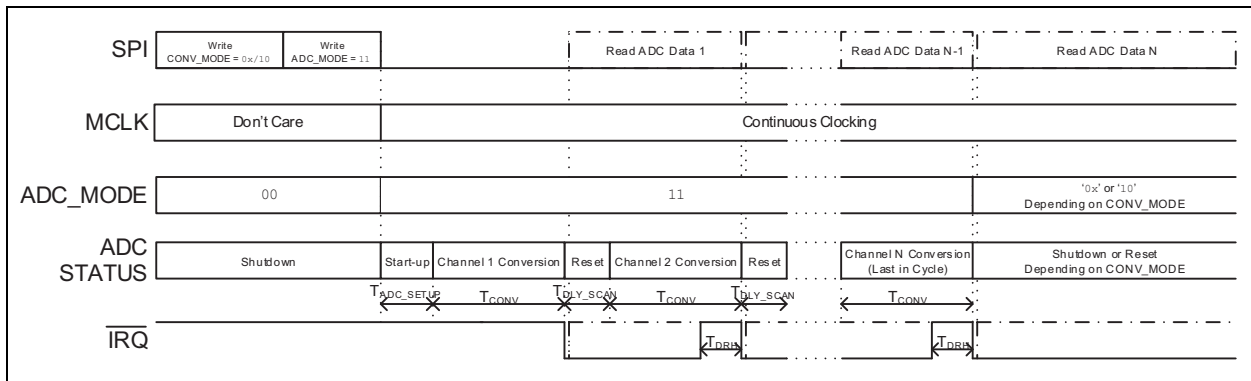 SPI
Write
CONV_MODE = 0x/10
Write
ADC_MODE = 11
Read ADC Data 1
Read ADC Data N-1
Read ADC Data N
MCLK
Don't Care
Continuous Clocking
ADC_MODE
00
11
'0x' or '10'
Depending on CONV_MODE
ADC
STATUS
Shutdown
Start-up
Channel 1 Conversion
Reset
Channel 2 Conversion
Reset
Channel N Conversion
(Last in Cycle)
Shutdown or Reset
Depending on CONV_MODE
TADC_SETUP
TCONV
TDLY_SCAN
TCONV
TDLY_SCAN
TCONV
IRQ
TDRH
TDRH